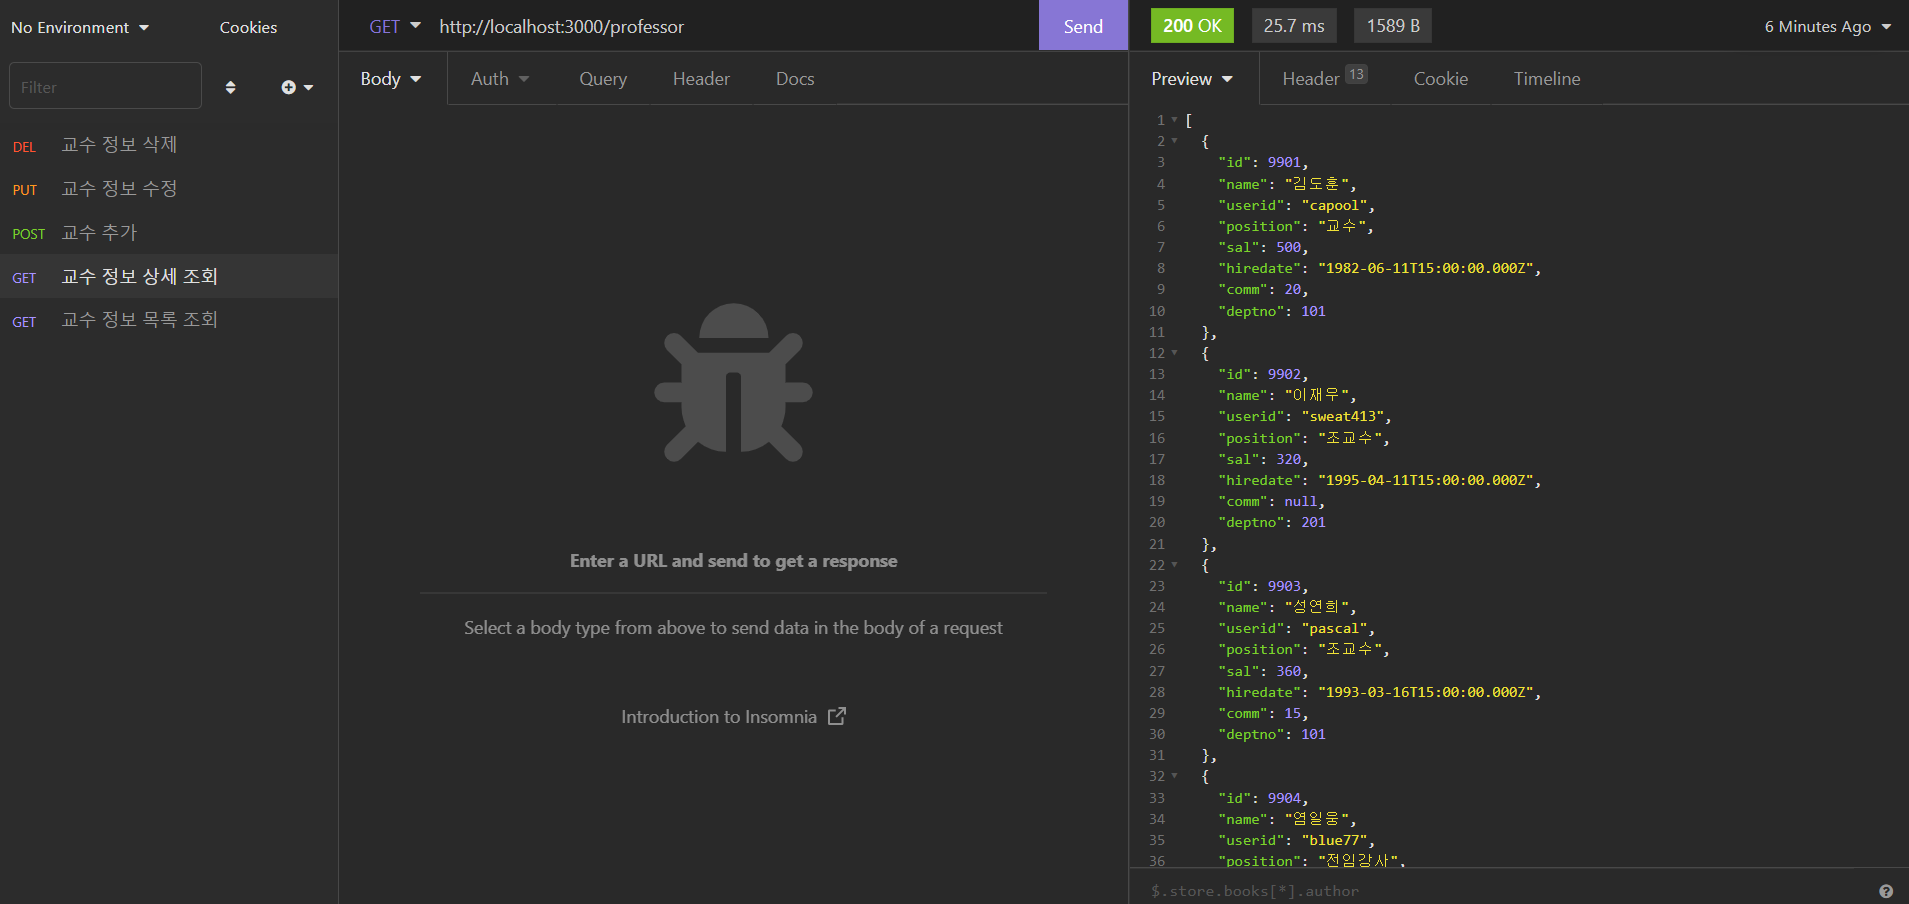 No Environment
Cookies
Filter
DEL 교수 정보 삭제
PUT 교수 정보 수정
POST 교수 추가
GET 교수 정보 상세 조회
GET 교수 정보 목록 조회
GET http://localhost:3000/professor
Send
Body
Auth
Query
Header
Docs
Enter a URL and send to get a response
Select a body type from above to send data in the body of a request
Introduction to Insomnia
200 OK
25.7 ms
1589 B
6 Minutes Ago
Preview
Header 13
Cookie
Timeline
1 [
2 {
3 "id": 9901,
4 "name": "김도훈",
5 "userid": "capool",
6 "position": "교수",
7 "sal": 500,
8 "hiredate": "1982-06-11T15:00:00.000Z",
9 "comm": 20,
10 "deptno": 101
11 },
12 {
13 "id": 9902,
14 "name": "이재우",
15 "userid": "sweat413",
16 "position": "조교수",
17 "sal": 320,
18 "hiredate": "1995-04-11T15:00:00.000Z",
19 "comm": null,
20 "deptno": 201
21 },
22 {
23 "id": 9903,
24 "name": "성연희",
25 "userid": "pascal",
26 "position": "조교수",
27 "sal": 360,
28 "hiredate": "1993-03-16T15:00:00.000Z",
29 "comm": 15,
30 "deptno": 101
31 },
32 {
33 "id": 9904,
34 "name": "염일웅",
35 "userid": "blue77",
36 "position": "전임강사",
$.store.books[*].author
?